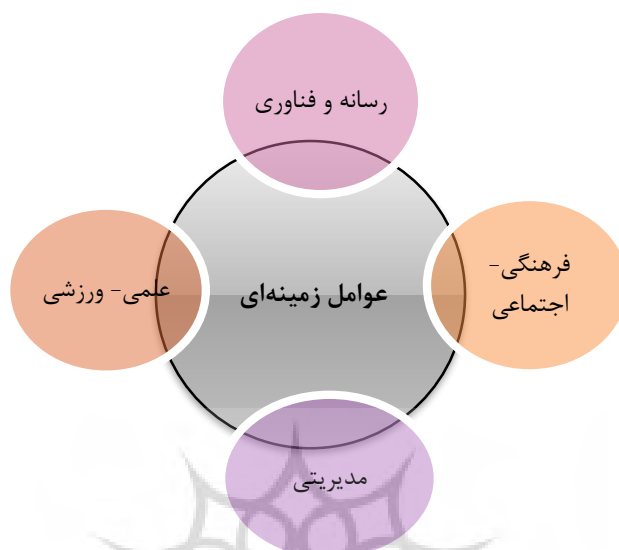 رسانه و فناوری
فرهنگی-
اجتماعی
عوامل زمینه‌ای
علمی- ورزشی
مدیریتی